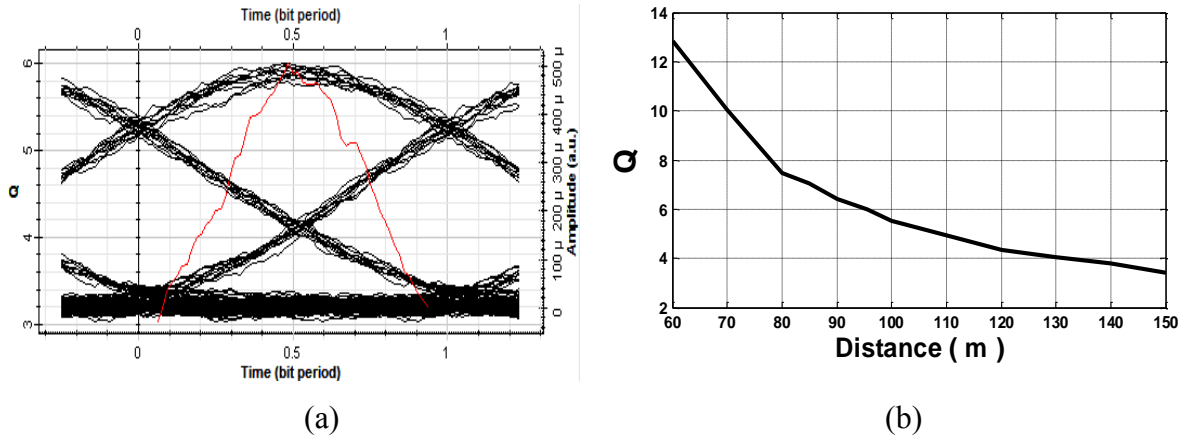 Time (bit period)
0 0.5 1
6
5
4
3
Q
500 µ
400 µ
300 µ
200 µ
100 µ
0
Amplitude (a.u.)
0 0.5 1
Time (bit period)
(a)
14
12
10
8
6
4
2
Q
60 70 80 90 100 110 120 130 140 150
Distance ( m )
(b)